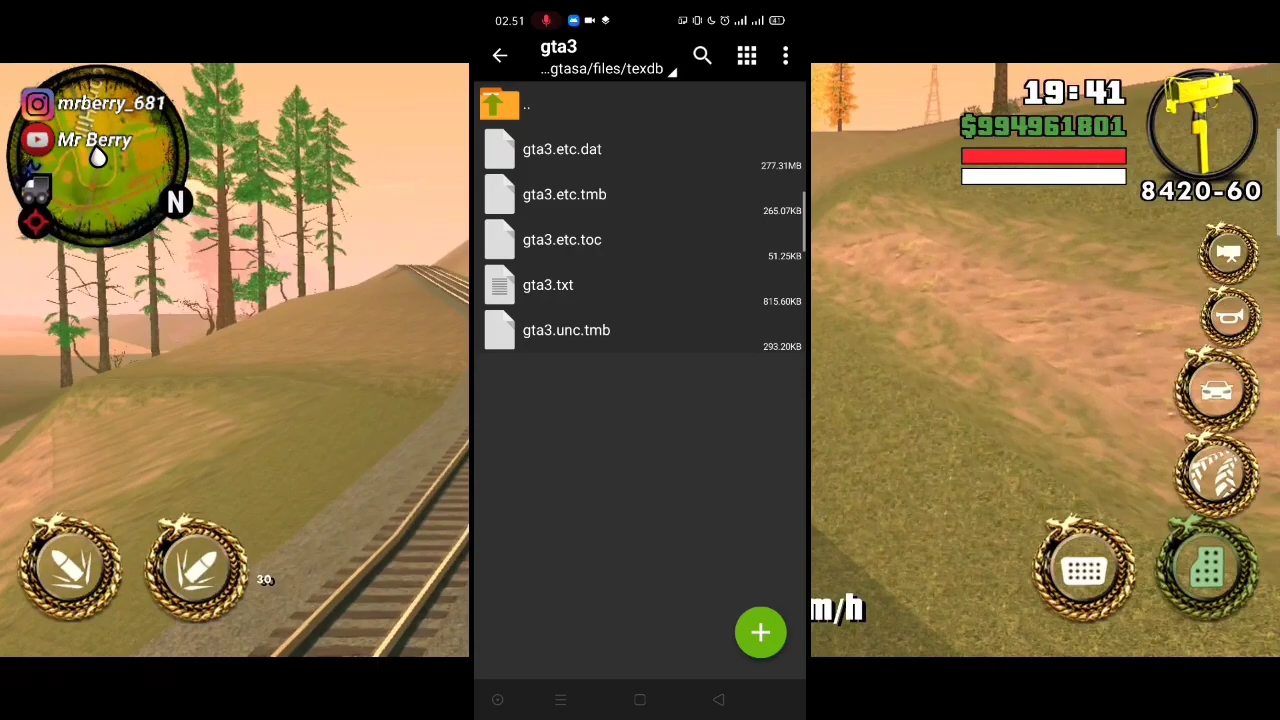 02.51
41
gta3
...gtasa/files/texdb
..
gta3.etc.dat
277.31MB
gta3.etc.tmb
265.07KB
gta3.etc.toc
51.25KB
gta3.txt
815.60KB
gta3.unc.tmb
293.20KB
mrberry_681
Mr Berry
N
30
19:41
$994961801
8420-60
m/h